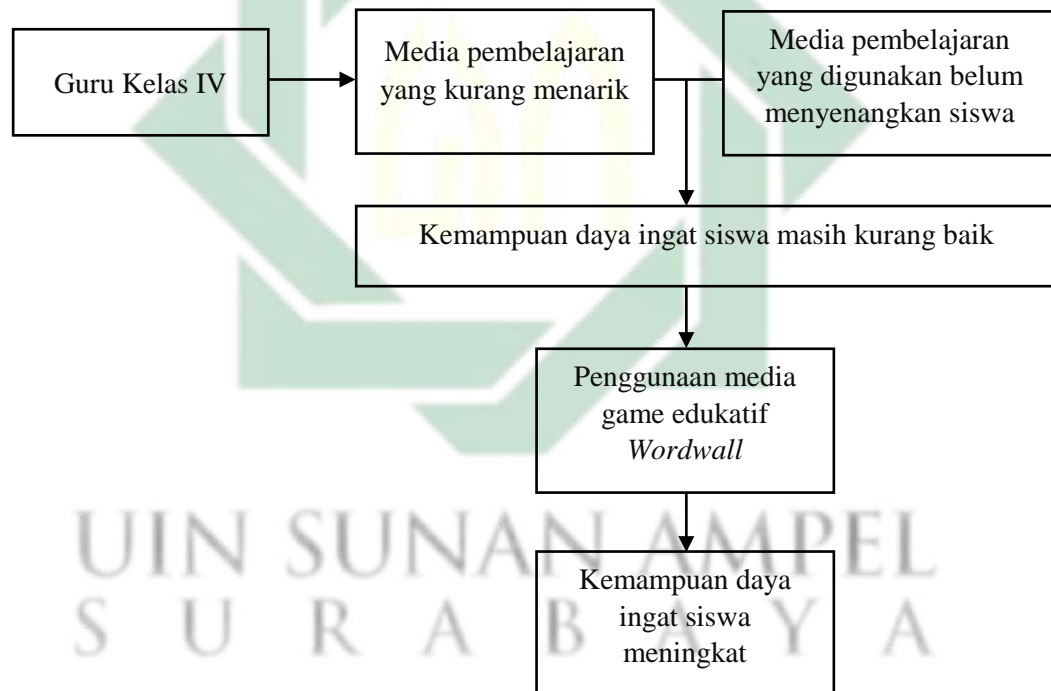 Guru Kelas IV
Media pembelajaran
yang kurang menarik
Media pembelajaran
yang digunakan belum
menyenangkan siswa
Kemampuan daya ingat siswa masih kurang baik
Penggunaan media
game edukatif
Wordwall
Kemampuan daya
ingat siswa
meningkat
UIN SUNAN AMPEL
SURABAYA